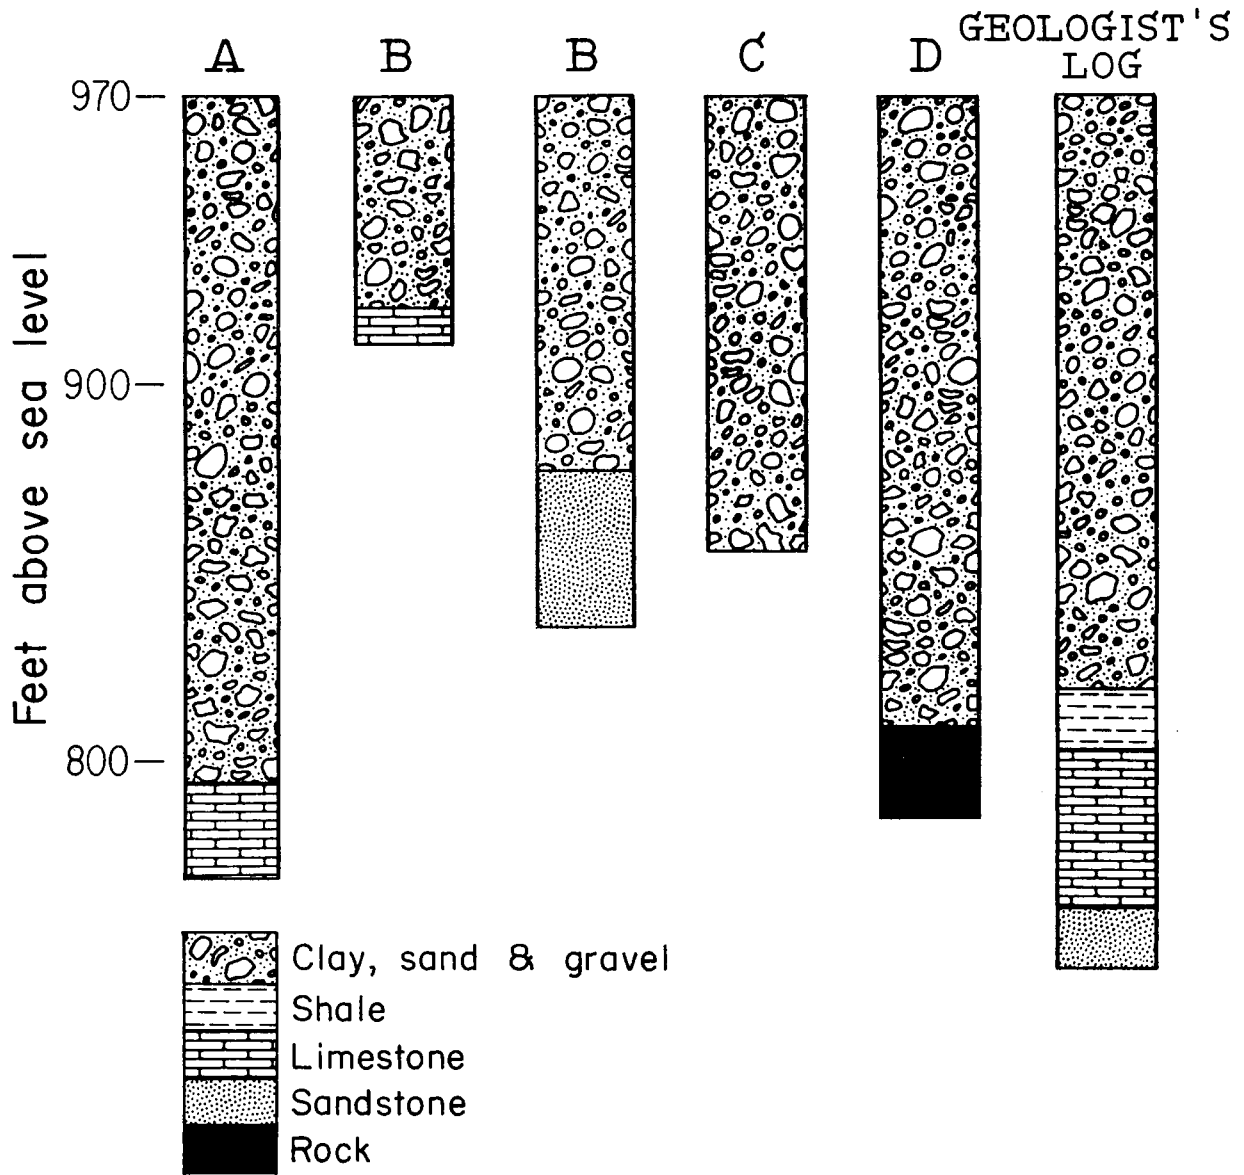 GEOLOGIST'S
LOG
A B B C D
970
900
800
Feet above sea level
Clay, sand & gravel
Shale
Limestone
Sandstone
Rock